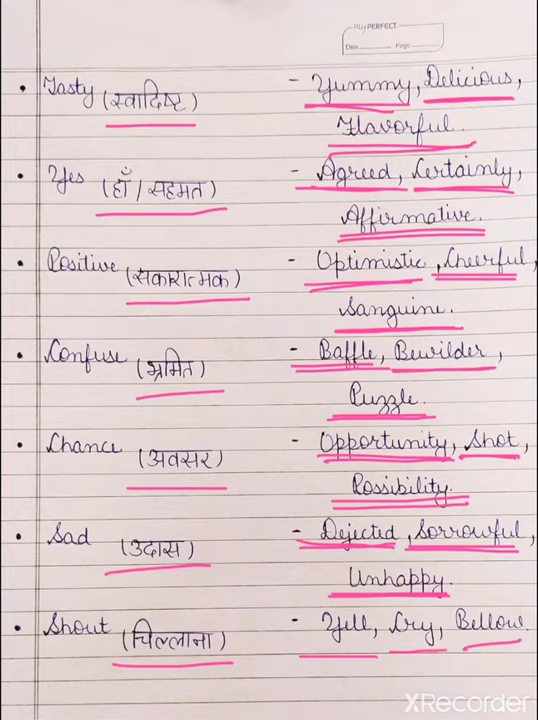 My PERFECT
Date Page
• Tasty (स्वादिष्ट) - Yummy, Delicious,
Flavorful.
• Yes (हाँ / सहमत) - Agreed, Certainly,
Affirmative.
• Positive (सकारात्मक) - Optimistic, Cheerful,
Sanguine.
• Confuse (भ्रमित) - Baffle, Bewilder,
Puzzle.
• Chance (अवसर) - Opportunity, Shot,
Possibility.
• Sad (उदास) - Dejected, Sorrowful,
Unhappy.
• Shout (चिल्लाना) - Yell, Cry, Bellow.
XRecorder